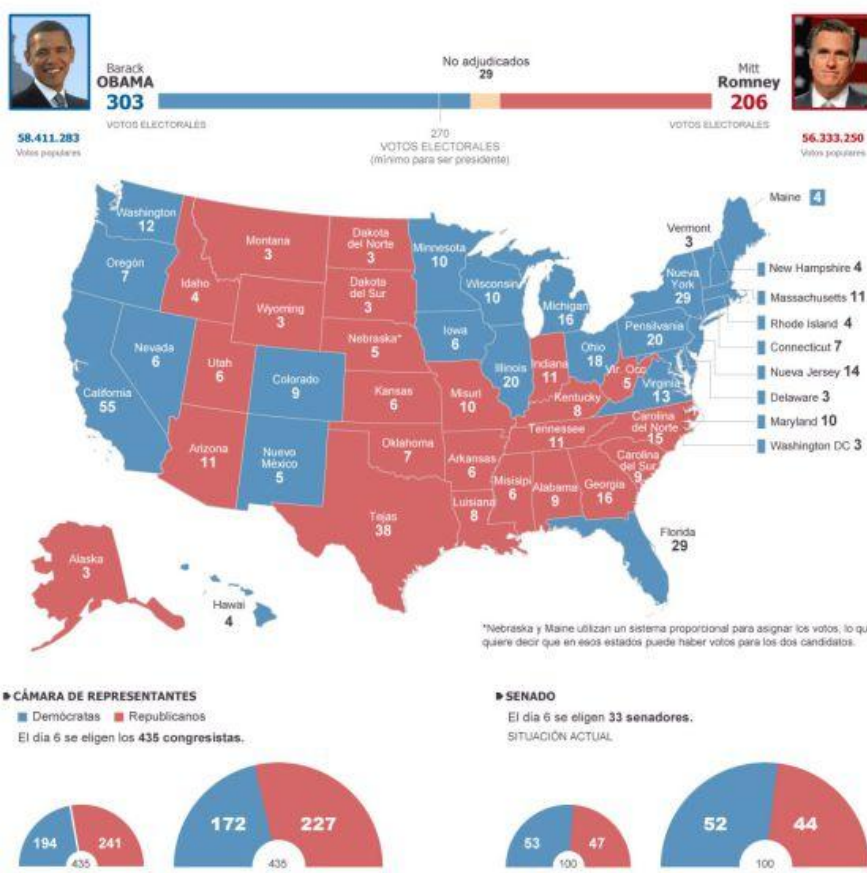 Barack
OBAMA
303
VOTOS ELECTORALES
58.411.283
Votos populares
No adjudicados
29
270
VOTOS ELECTORALES
(mínimo para ser presidente)
Mitt
Romney
206
VOTOS ELECTORALES
56.333.250
Votos populares
Washington
12
Oregón
7
California
55
Nevada
6
Idaho
4
Montana
3
Wyoming
3
Utah
6
Arizona
11
Colorado
9
Nuevo
México
5
Dakota
del Norte
3
Dakota
del Sur
3
Nebraska*
5
Kansas
6
Oklahoma
7
Tejas
38
Minnesota
10
Iowa
6
Misuri
10
Arkansas
6
Luisiana
8
Wisconsin
10
Illinois
20
Michigan
16
Indiana
11
Ohio
18
Kentucky
8
Tennessee
11
Misisipi
6
Alabama
9
Georgia
16
Florida
29
Carolina
del Sur
9
Carolina
del Norte
15
Virginia
13
Vir. Occ
5
Pensilvania
20
Nueva
York
29
Vermont
3
Maine 4
New Hampshire 4
Massachusetts 11
Rhode Island 4
Connecticut 7
Nueva Jersey 14
Delaware 3
Maryland 10
Washington DC 3
Alaska
3
Hawai
4
*Nebraska y Maine utilizan un sistema proporcional para asignar los votos, lo qu
quiere decir que en esos estados puede haber votos para los dos candidatos.
CÁMARA DE REPRESENTANTES
Demócratas Republicanos
El día 6 se eligen los 435 congresistas.
194 241
435
172 227
435
SENADO
El día 6 se eligen 33 senadores.
SITUACIÓN ACTUAL
53 47
100
52 44
100